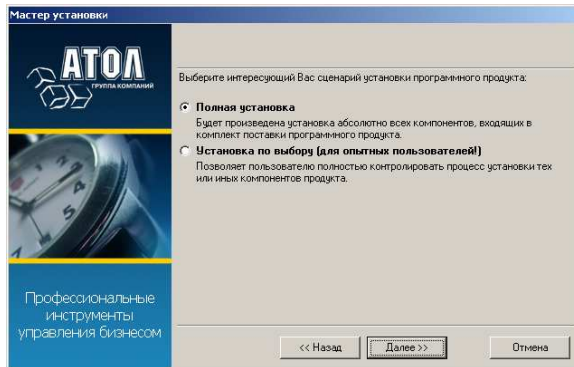 Мастер установки
АТОЛ
ГРУППА КОМПАНИЙ
Выберите интересующий Вас сценарий установки программного продукта:
Полная установка
Будет произведена установка абсолютно всех компонентов, входящих в
комплект поставки программного продукта.
Установка по выбору (для опытных пользователей!)
Позволяет пользователю полностью контролировать процесс установки тех
или иных компонентов продукта.
Профессиональные
инструменты
управления бизнесом
<< Назад
Далее >>
Отмена